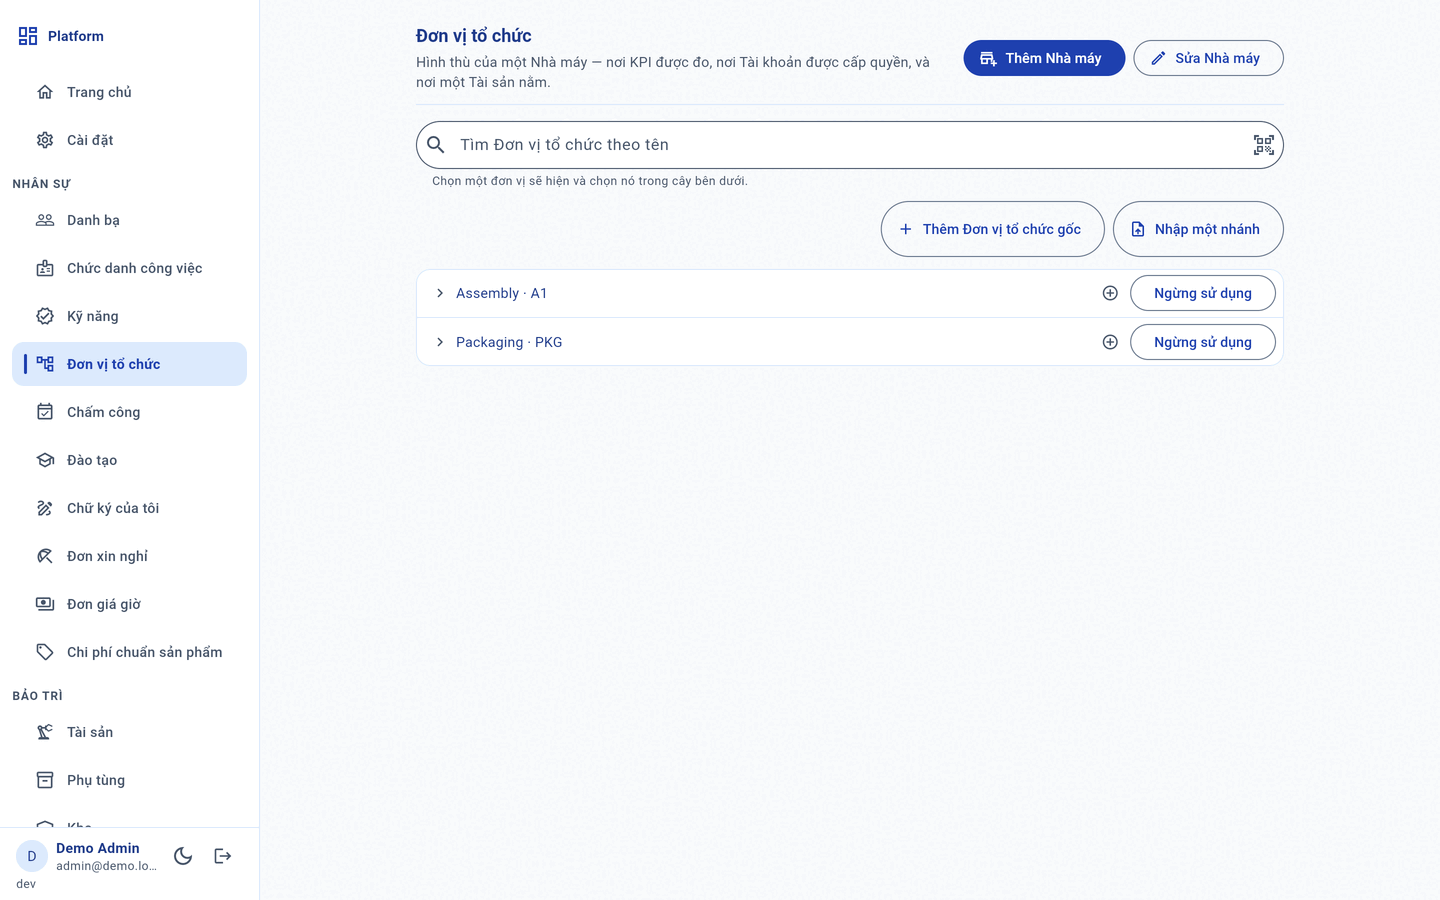 Platform
Trang chủ
Cài đặt
NHÂN SỰ
Danh bạ
Chức danh công việc
Kỹ năng
Đơn vị tổ chức
Chấm công
Đào tạo
Chữ ký của tôi
Đơn xin nghỉ
Đơn giá giờ
Chi phí chuẩn sản phẩm
BẢO TRÌ
Tài sản
Phụ tùng
Demo Admin
admin@demo.lo…
dev
Đơn vị tổ chức
Hình thù của một Nhà máy — nơi KPI được đo, nơi Tài khoản được cấp quyền, và
nơi một Tài sản nằm.
Thêm Nhà máy
Sửa Nhà máy
Tìm Đơn vị tổ chức theo tên
Chọn một đơn vị sẽ hiện và chọn nó trong cây bên dưới.
Thêm Đơn vị tổ chức gốc
Nhập một nhánh
Assembly · A1
Ngừng sử dụng
Packaging · PKG
Ngừng sử dụng